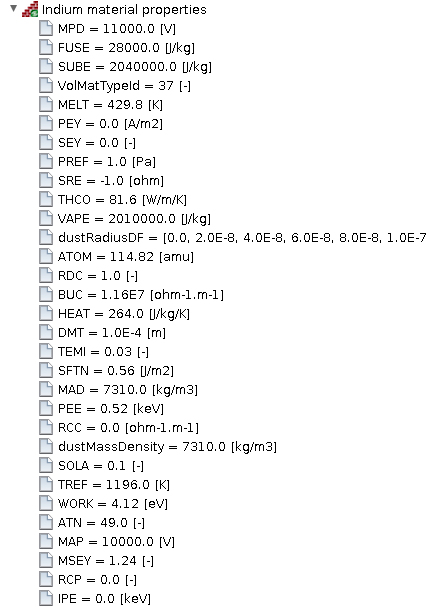 Indium material properties
MPD = 11000.0 [V]
FUSE = 28000.0 [J/kg]
SUBE = 2040000.0 [J/kg]
VolMatTypeId = 37 [-]
MELT = 429.8 [K]
PEY = 0.0 [A/m2]
SEY = 0.0 [-]
PREF = 1.0 [Pa]
SRE = -1.0 [ohm]
THCO = 81.6 [W/m/K]
VAPE = 2010000.0 [J/kg]
dustRadiusDF = [0.0, 2.0E-8, 4.0E-8, 6.0E-8, 8.0E-8, 1.0E-7
ATOM = 114.82 [amu]
RDC = 1.0 [-]
BUC = 1.16E7 [ohm-1.m-1]
HEAT = 264.0 [J/kg/K]
DMT = 1.0E-4 [m]
TEMI = 0.03 [-]
SFTN = 0.56 [J/m2]
MAD = 7310.0 [kg/m3]
PEE = 0.52 [keV]
RCC = 0.0 [ohm-1.m-1]
dustMassDensity = 7310.0 [kg/m3]
SOLA = 0.1 [-]
TREF = 1196.0 [K]
WORK = 4.12 [eV]
ATN = 49.0 [-]
MAP = 10000.0 [V]
MSEY = 1.24 [-]
RCP = 0.0 [-]
IPE = 0.0 [keV]